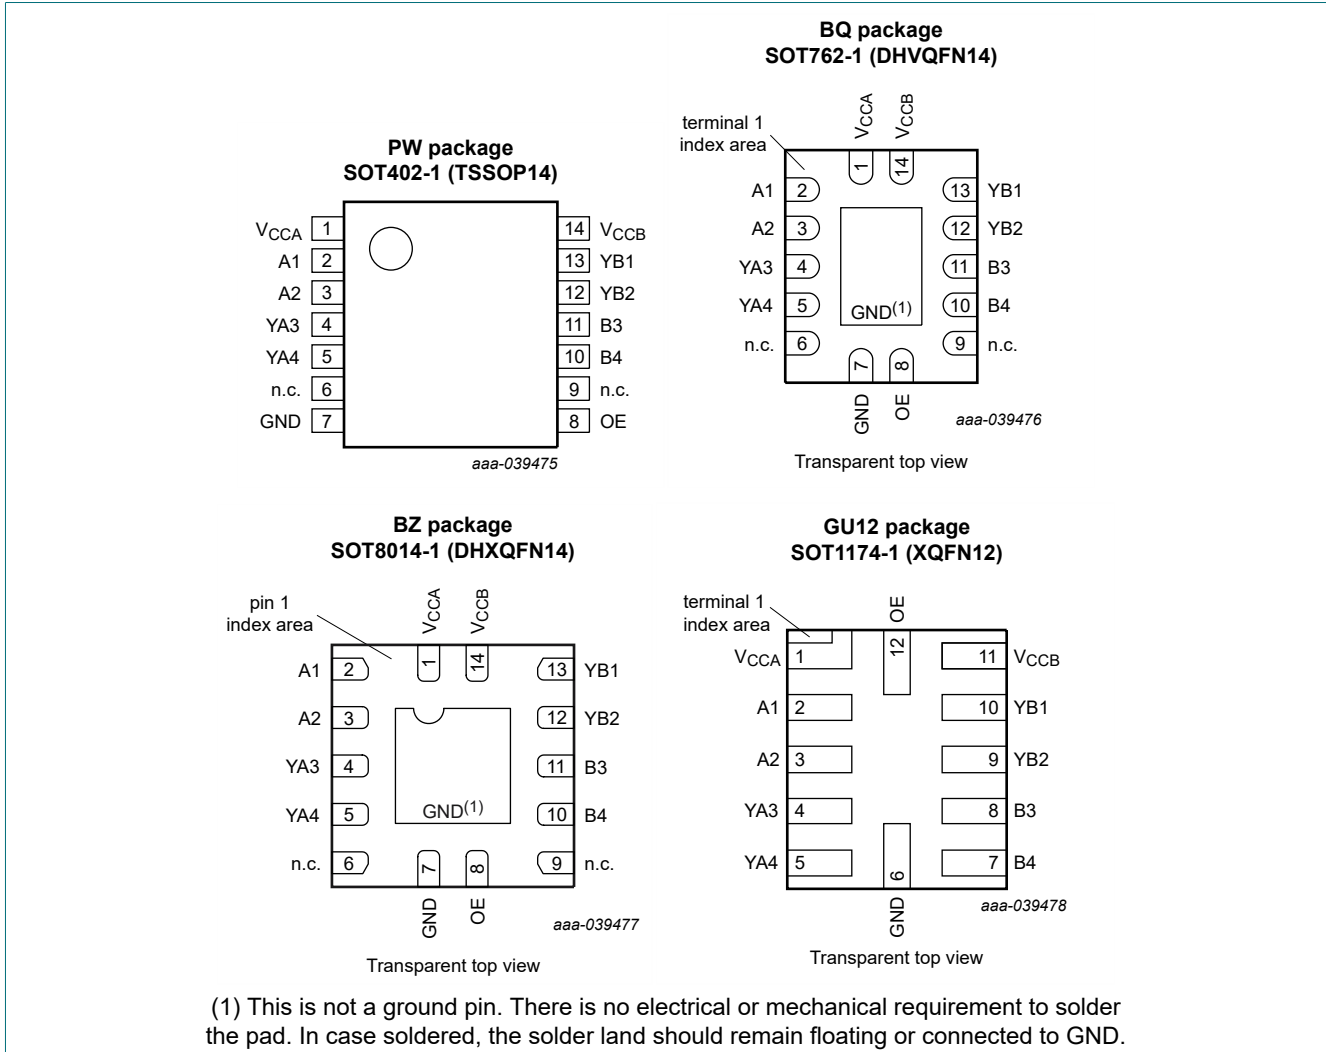 PW package
SOT402-1 (TSSOP14)
VCCA 1
14 VCCB
A1 2
13 YB1
A2 3
12 YB2
YA3 4
11 B3
YA4 5
10 B4
n.c. 6
9 n.c.
GND 7
8 OE
aaa-039475
BQ package
SOT762-1 (DHVQFN14)
terminal 1
index area
VCCA
VCCB
1
14
A1 2
13 YB1
A2 3
12 YB2
YA3 4
11 B3
YA4 5
GND(1)
10 B4
n.c. 6
9 n.c.
7
8
GND
OE
aaa-039476
Transparent top view
BZ package
SOT8014-1 (DHXQFN14)
pin 1
index area
VCCA
VCCB
1
14
A1 2
13 YB1
A2 3
12 YB2
YA3 4
11 B3
YA4 5
GND(1)
10 B4
n.c. 6
9 n.c.
7
8
GND
OE
aaa-039477
Transparent top view
GU12 package
SOT1174-1 (XQFN12)
terminal 1
index area
OE
12
VCCA 1
11 VCCB
A1 2
10 YB1
A2 3
9 YB2
YA3 4
8 B3
YA4 5
7 B4
6
GND
aaa-039478
Transparent top view
(1) This is not a ground pin. There is no electrical or mechanical requirement to solder
the pad. In case soldered, the solder land should remain floating or connected to GND.